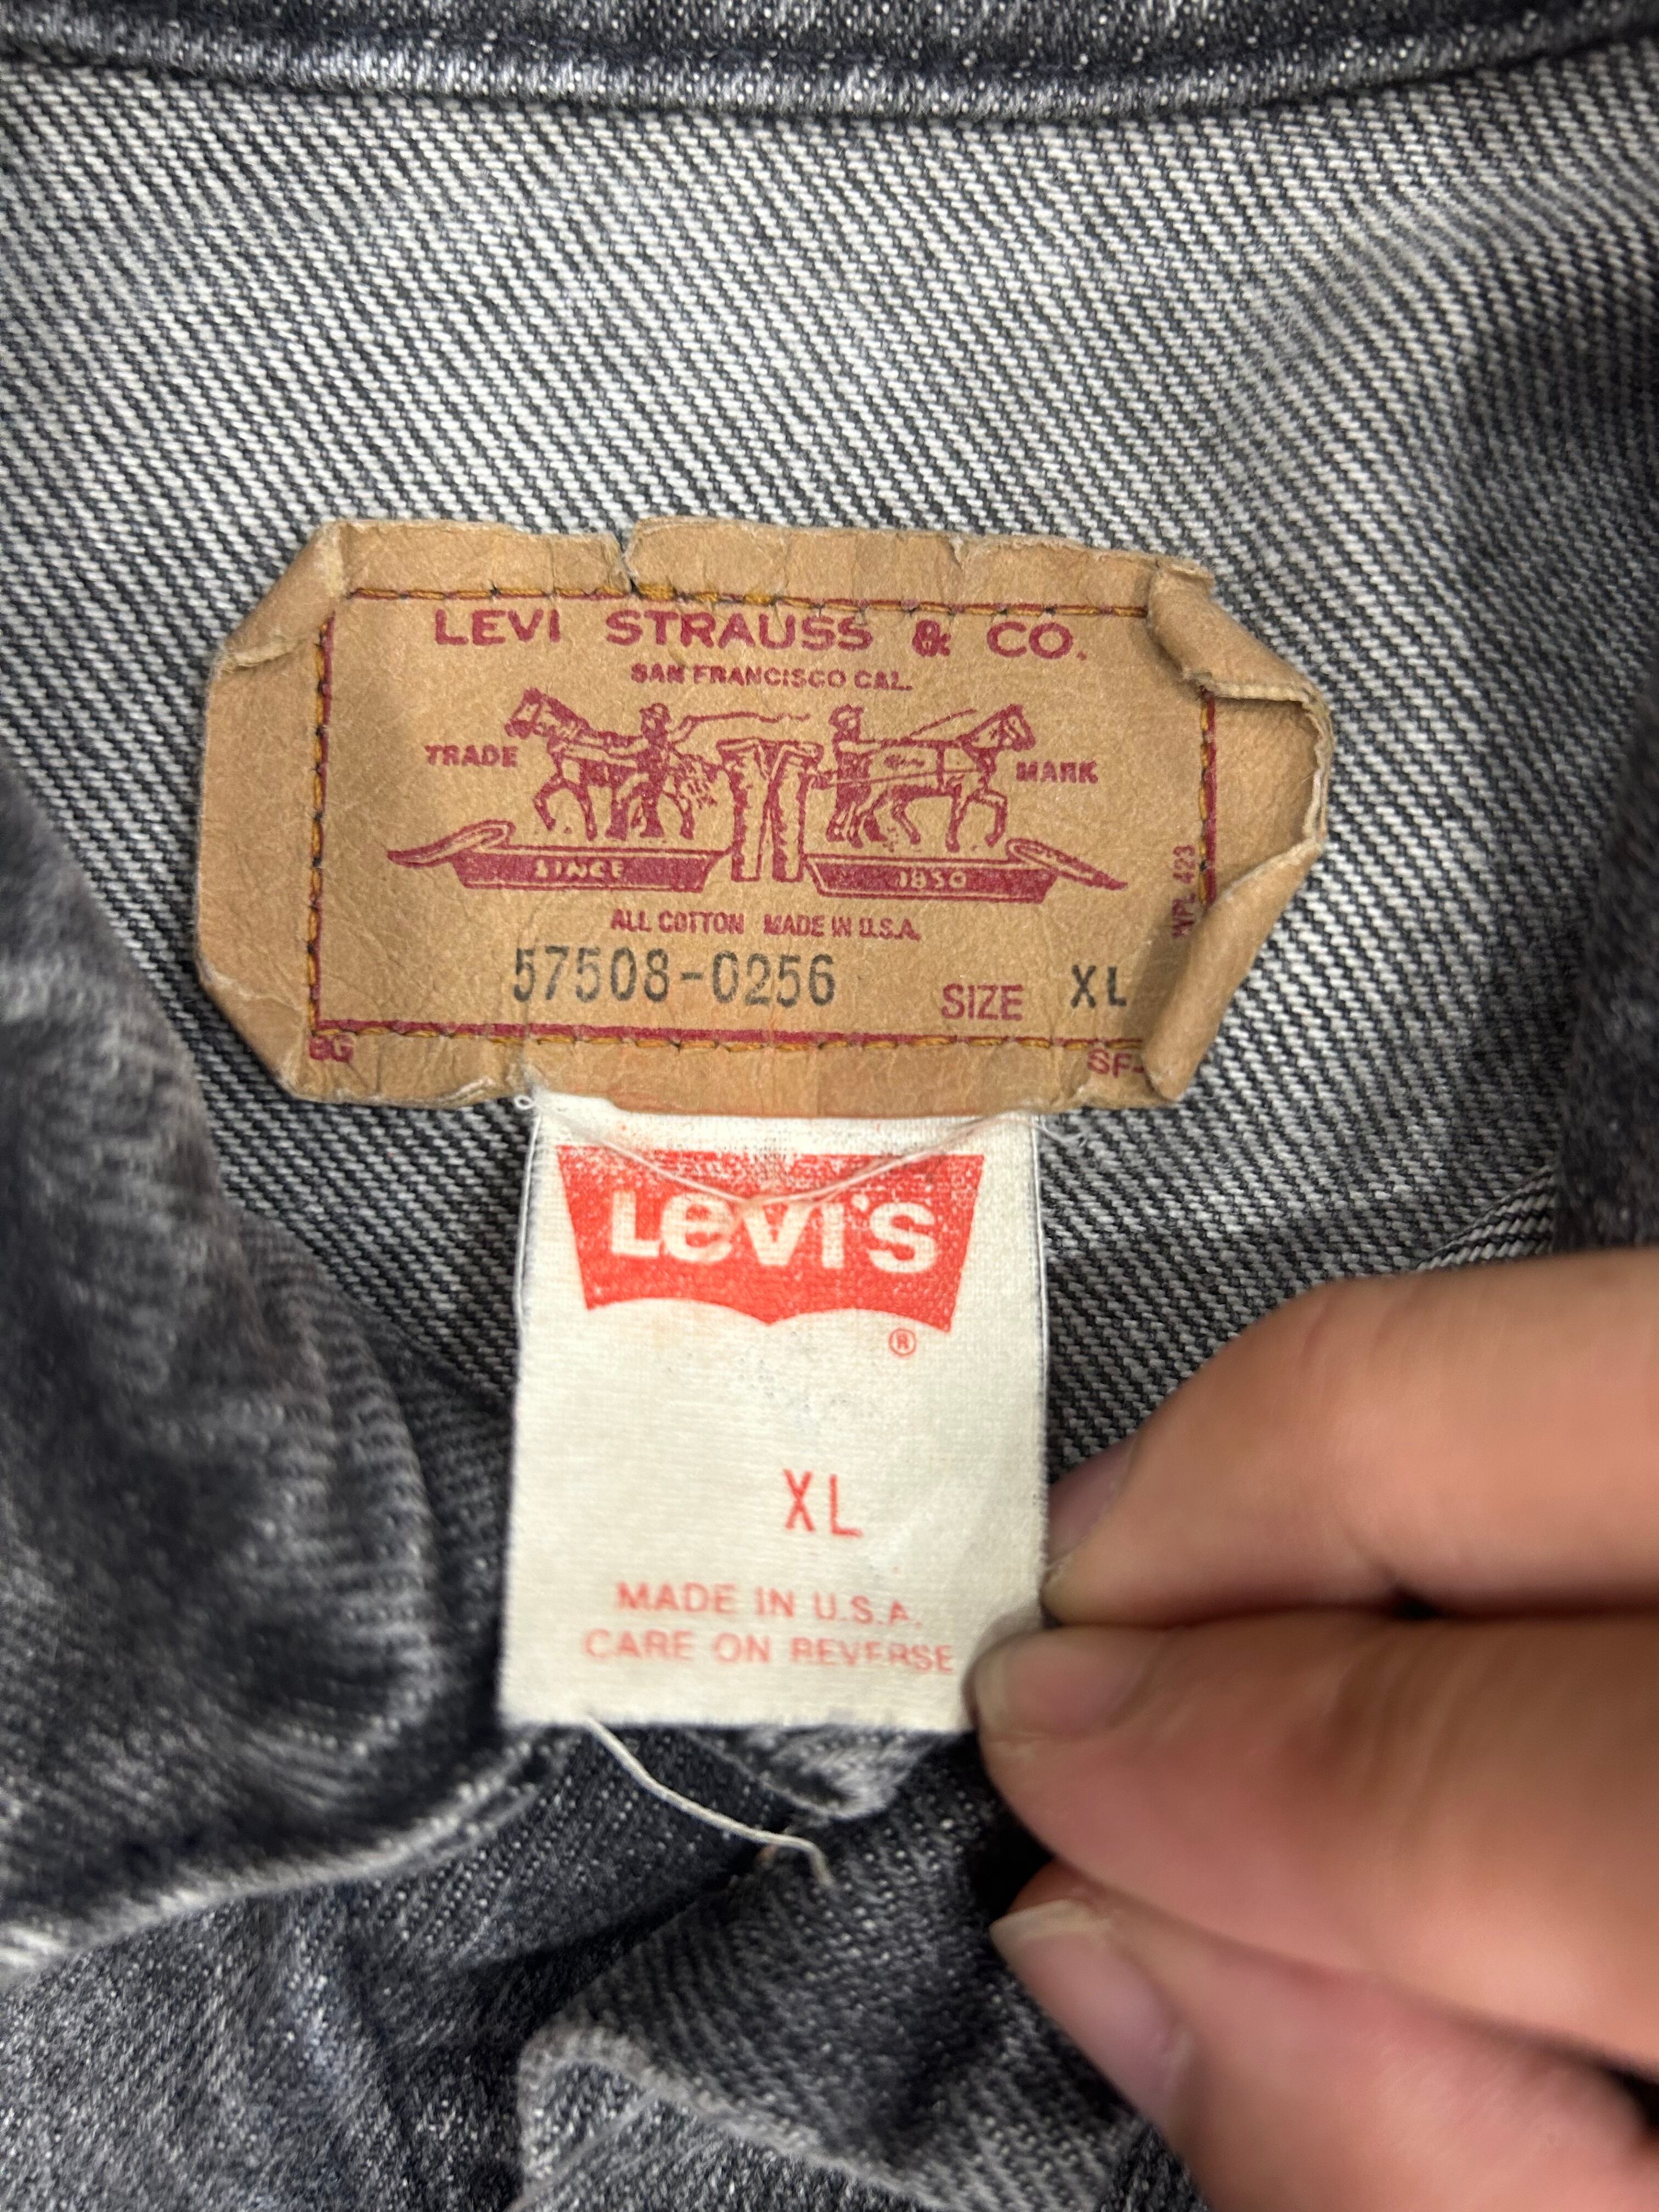 LEVI STRAUSS & CO.
SAN FRANCISCO CAL.
TRADE MARK
SINCE 1850
WPL 423
ALL COTTON MADE IN U.S.A.
57508-0256 SIZE XL
SF-
LEVI'S
®
XL
MADE IN U.S.A.
CARE ON REVERSE